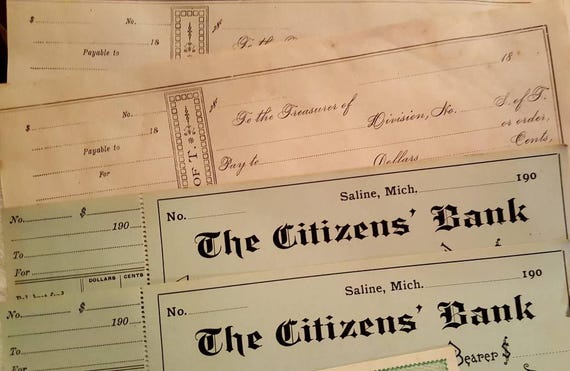 $ No.
18
Payable to
$ No.
18
Payable to
For
OF T.
18
To the Treasurer of
Division, No. S. of T.
Pay to or order,
Dollars Cents,
No. $
190
To
For
DOLLARS CENTS
No.
Saline, Mich. 190
The Citizens' Bank
No. $
190
To
For
No.
Saline, Mich. 190
The Citizens' Bank
Bearer $